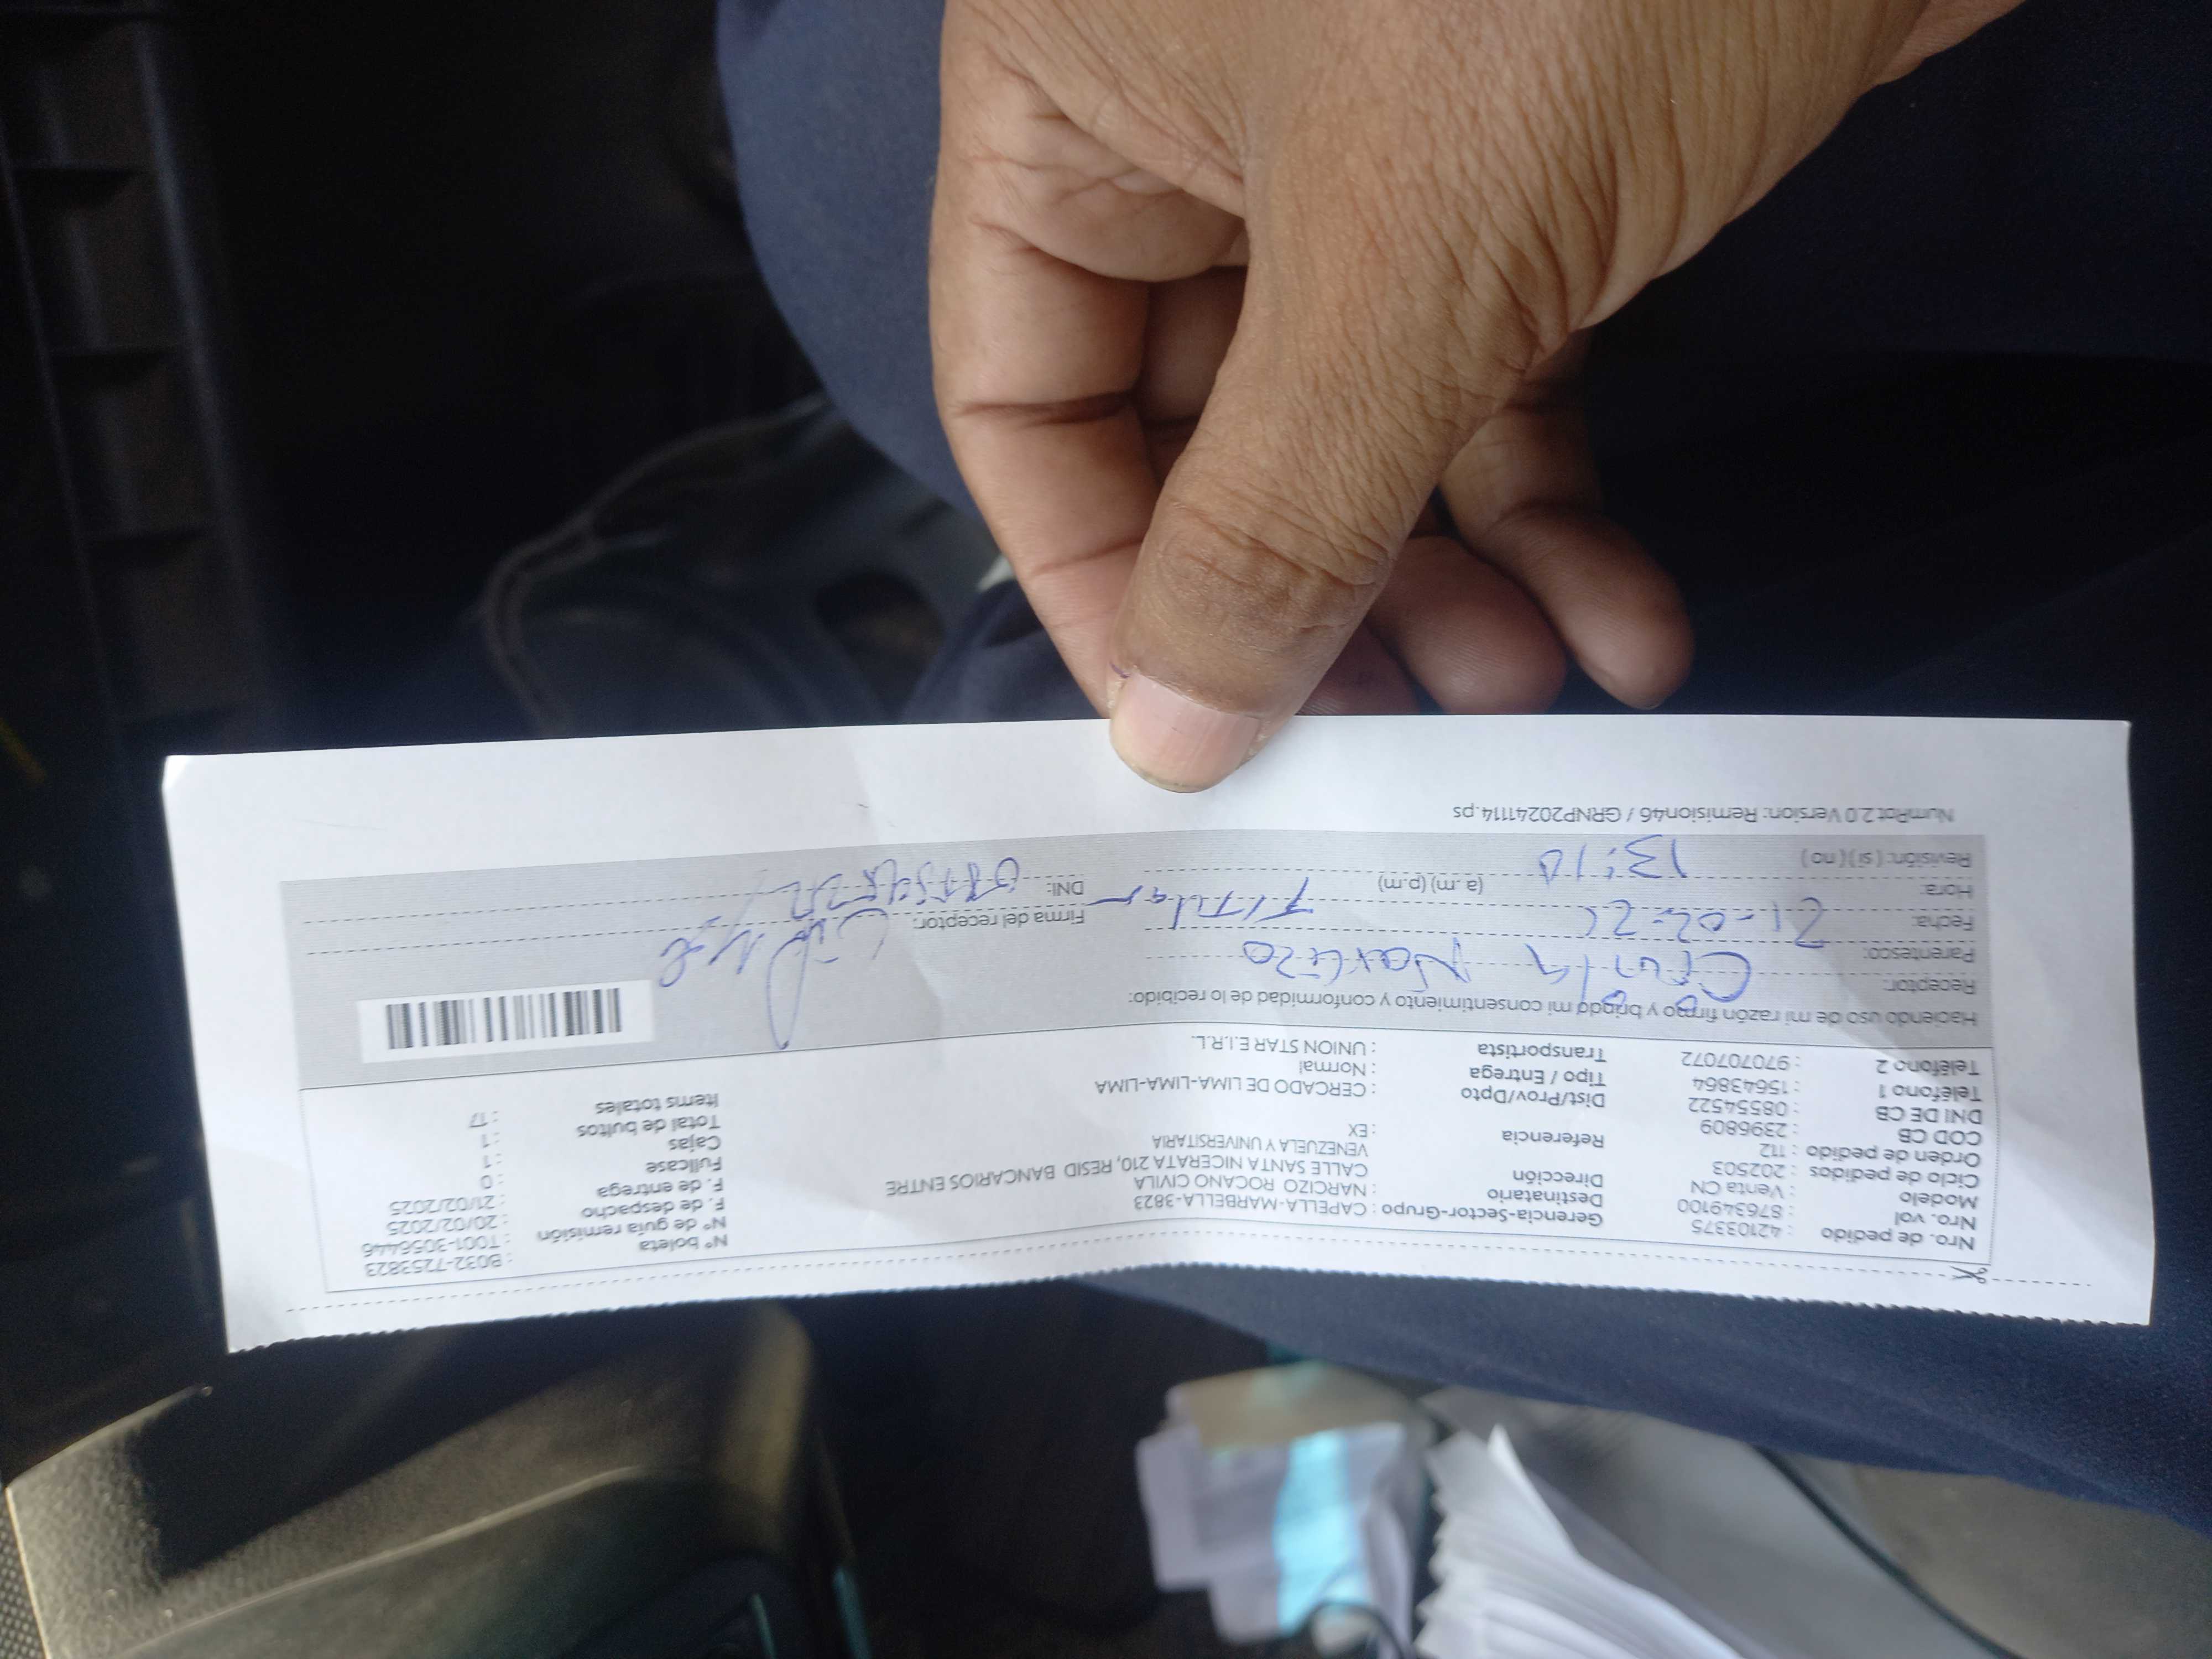 Nro. de pedido : 42103375 Gerencia-Sector-Grupo : CAPELLA-MARBELLA-3823 N° boleta : B032-7253823
Nro. vol : 876349100 Destinatario : NARCIZO ROCANO CIVILA N° de guía remisión : T001-3056446
Modelo : Venta CN Dirección CALLE SANTA NICERATA 210, RESID BANCARIOS ENTRE F. de despacho : 20/02/2025
Ciclo de pedidos : 202503 VENEZUELA Y UNIVERSITARIA F. de entrega : 21/02/2025
Orden de pedido : 112 Referencia : EX Fullcase : 0
COD CB : 2396809 Dist/Prov/Dpto : CERCADO DE LIMA-LIMA-LIMA Cajas : 1
DNI DE CB : 08554522 Tipo / Entrega : Normal Total de bultos : 1
Teléfono 1 : 15643864 Transportista : UNION STAR E.I.R.L. Items totales : 17
Teléfono 2 : 970707072
Haciendo uso de mi razón firmo y brindo mi consentimiento y conformidad de lo recibido:
Receptor: Narcizo
Parentesco: Titular
Fecha: 21-02-2 Firma del receptor:
Hora: 13:10 (a.m) (p.m) DNI:
Revisión: ( si ) ( no )
NumRot 2.0 Version: Remision46 / GRNP20241114.ps